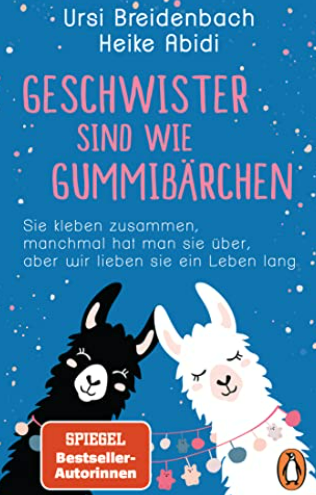 Ursi Breidenbach
Heike Abidi
GESCHWISTER
SIND WIE
GUMMIBÄRCHEN
Sie kleben zusammen,
manchmal hat man sie über,
aber wir lieben sie ein Leben lang
SPIEGEL
Bestseller-
Autorinnen